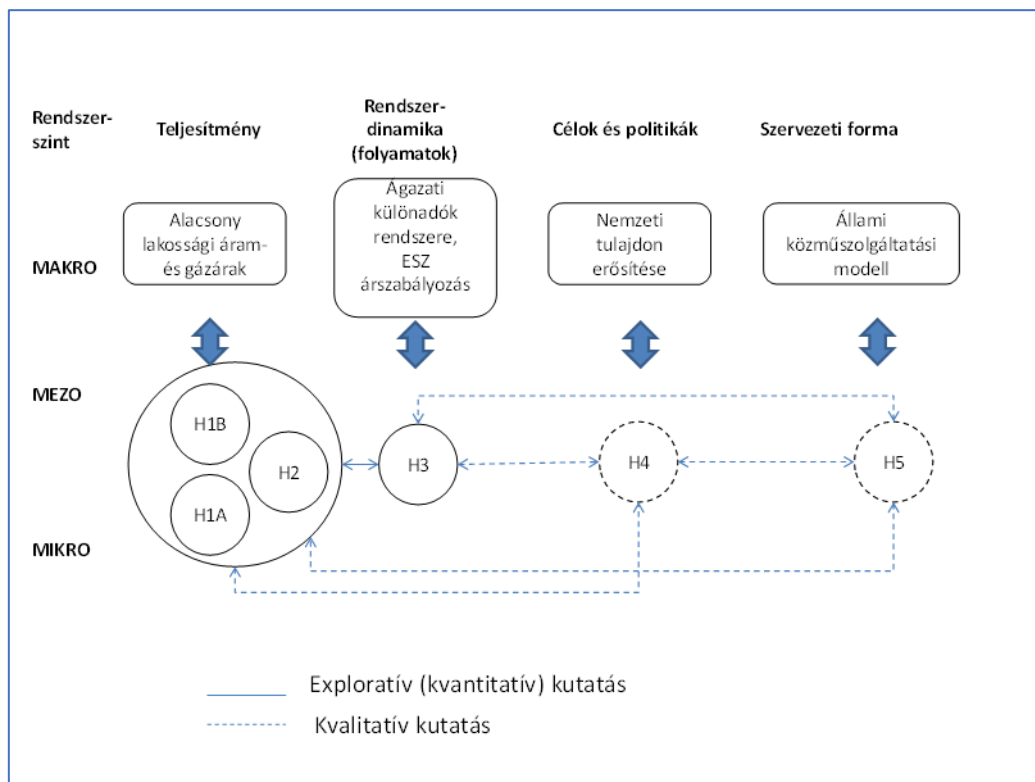 Rendszer-
szint
Teljesítmény
Rendszer-
dinamika
(folyamatok)
Célok és politikák
Szervezeti forma
MAKRO
Alacsony
lakossági áram-
és gázárak
Ágazati
különadók
rendszere,
ESZ
árszabályozás
Nemzeti
tulajdon
erősítése
Állami
közműszolgáltatási
modell
MEZO
H1B
H2
H1A
H3
H4
H5
MIKRO
Exploratív (kvantitatív) kutatás
Kvalitatív kutatás